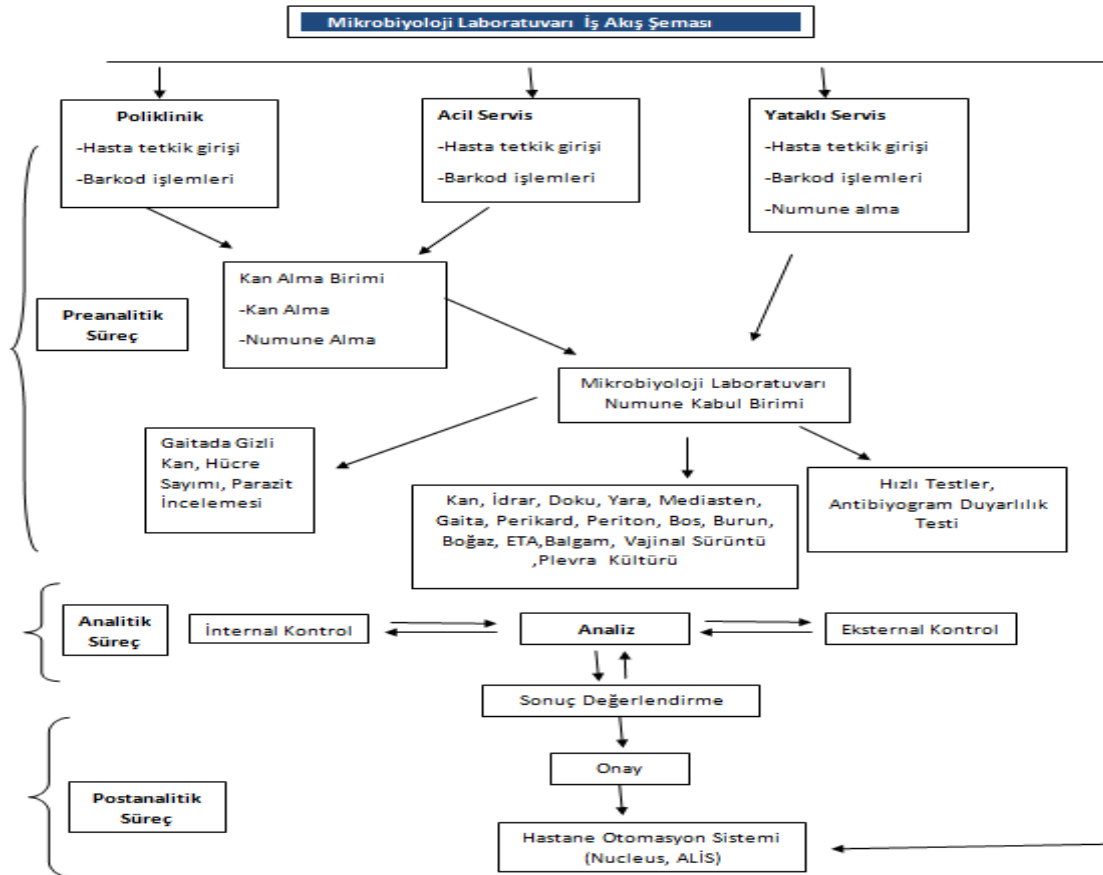 Mikrobiyoloji Laboratuvarı İş Akış Şeması
Poliklinik
-Hasta tetkik girişi
-Barkod işlemleri
Acil Servis
-Hasta tetkik girişi
-Barkod işlemleri
Yataklı Servis
-Hasta tetkik girişi
-Barkod işlemleri
-Numune alma
Kan Alma Birimi
-Kan Alma
-Numune Alma
Preanalitik
Süreç
Mikrobiyoloji Laboratuvarı
Numune Kabul Birimi
Gaitada Gizli
Kan, Hücre
Sayımı, Parazit
İncelemesi
Kan, İdrar, Doku, Yara, Mediasten,
Gaita, Perikard, Periton, Bos, Burun,
Boğaz, ETA,Balgam, Vajinal Sürüntü
,Plevra Kültürü
Hızlı Testler,
Antibiyogram Duyarlılık
Testi
Analitik
Süreç
İnternal Kontrol
Analiz
Eksternal Kontrol
Sonuç Değerlendirme
Onay
Postanalitik
Süreç
Hastane Otomasyon Sistemi
(Nucleus, ALİS)